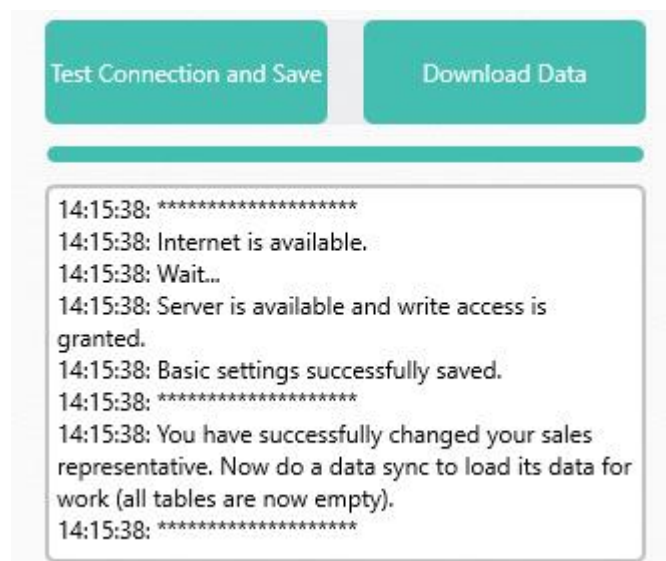 Test Connection and Save
Download Data
14:15:38: ********************
14:15:38: Internet is available.
14:15:38: Wait...
14:15:38: Server is available and write access is
granted.
14:15:38: Basic settings successfully saved.
14:15:38: ********************
14:15:38: You have successfully changed your sales
representative. Now do a data sync to load its data for
work (all tables are now empty).
14:15:38: ********************